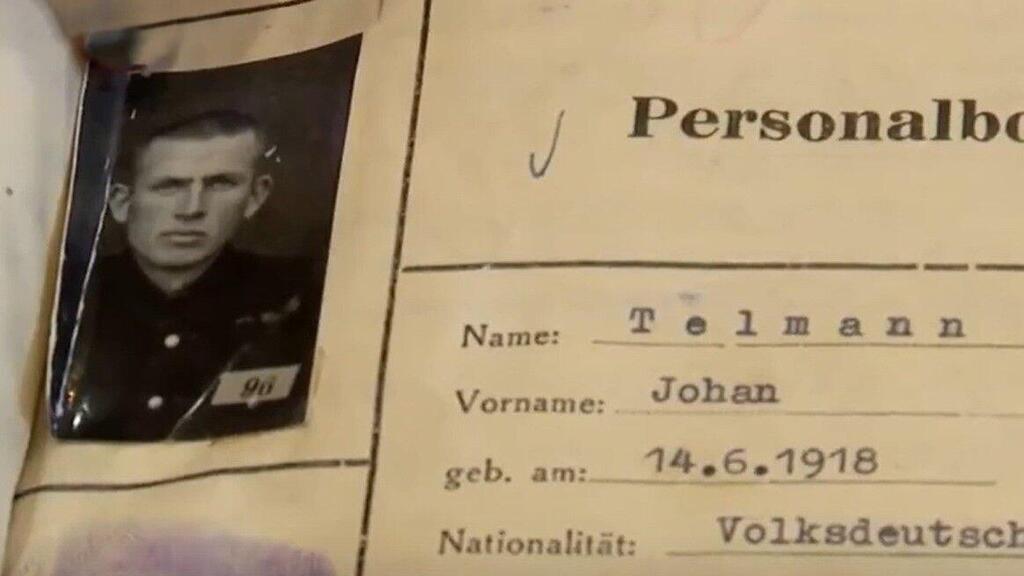 Personalbo
Name: Telmann
Vorname: Johan
geb. am: 14.6.1918
Nationalität: Volksdeutsch